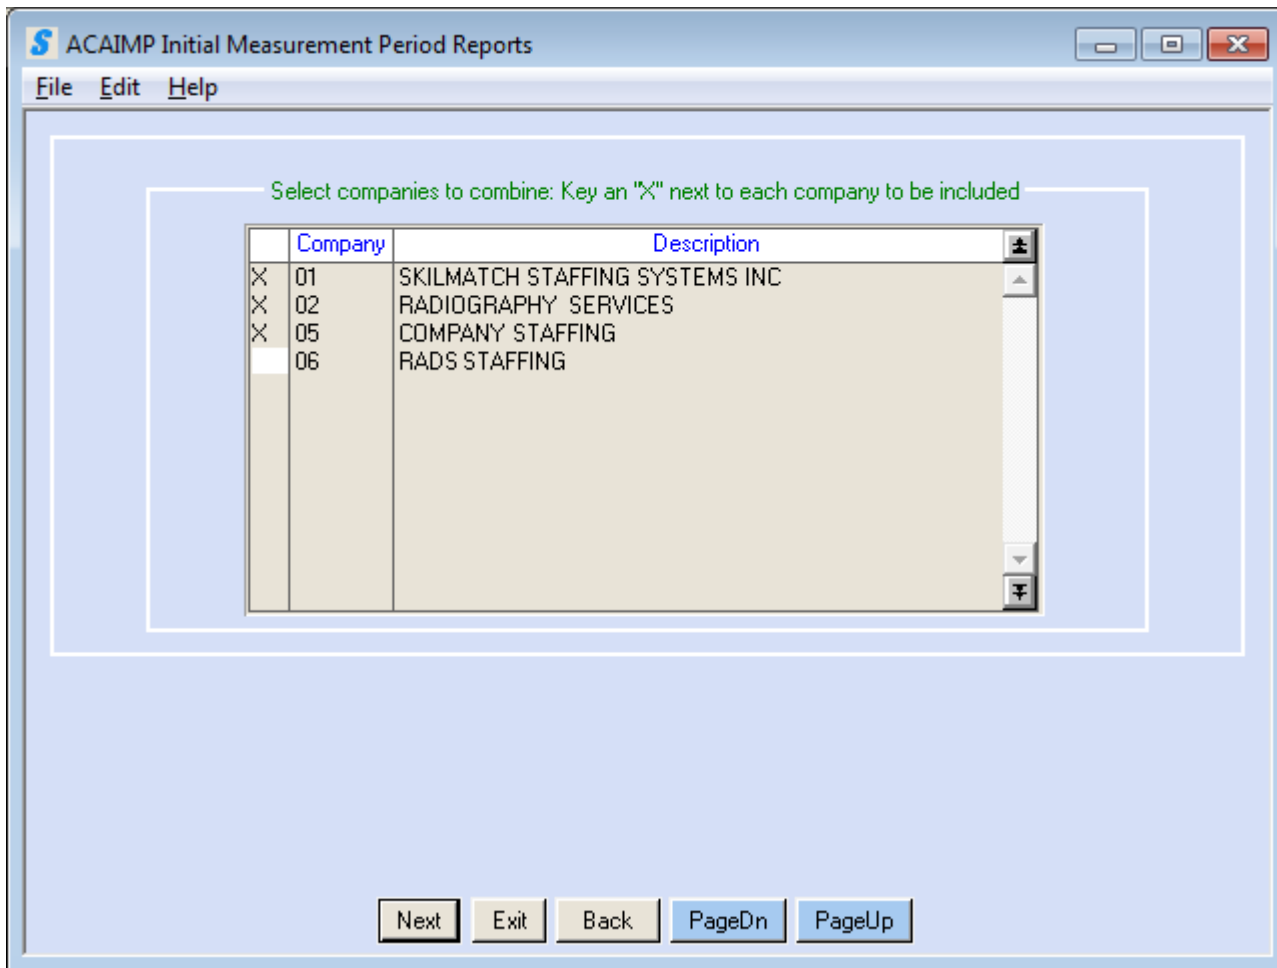 S ACAIMP Initial Measurement Period Reports
File Edit Help
Select companies to combine: Key an "X" next to each company to be included
Company Description
X 01 SKILMATCH STAFFING SYSTEMS INC
X 02 RADIOGRAPHY  SERVICES
X 05 COMPANY STAFFING
06 RADS STAFFING
Next Exit Back PageDn PageUp